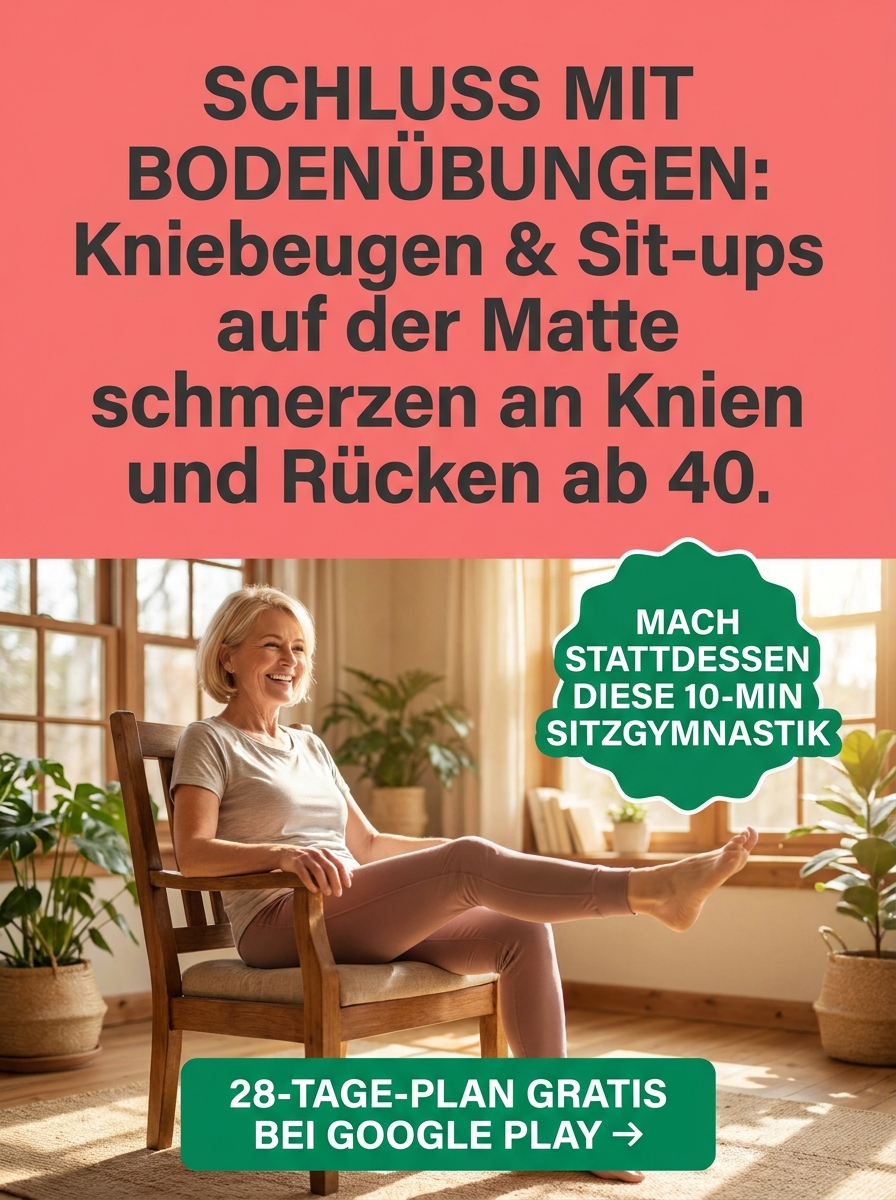 SCHLUSS MIT
BODENÜBUNGEN:
Kniebeugen & Sit-ups
auf der Matte
schmerzen an Knien
und Rücken ab 40.
MACH
STATTDESSEN
DIESE 10-MIN
SITZGYMNASTIK
28-TAGE-PLAN GRATIS
BEI GOOGLE PLAY →